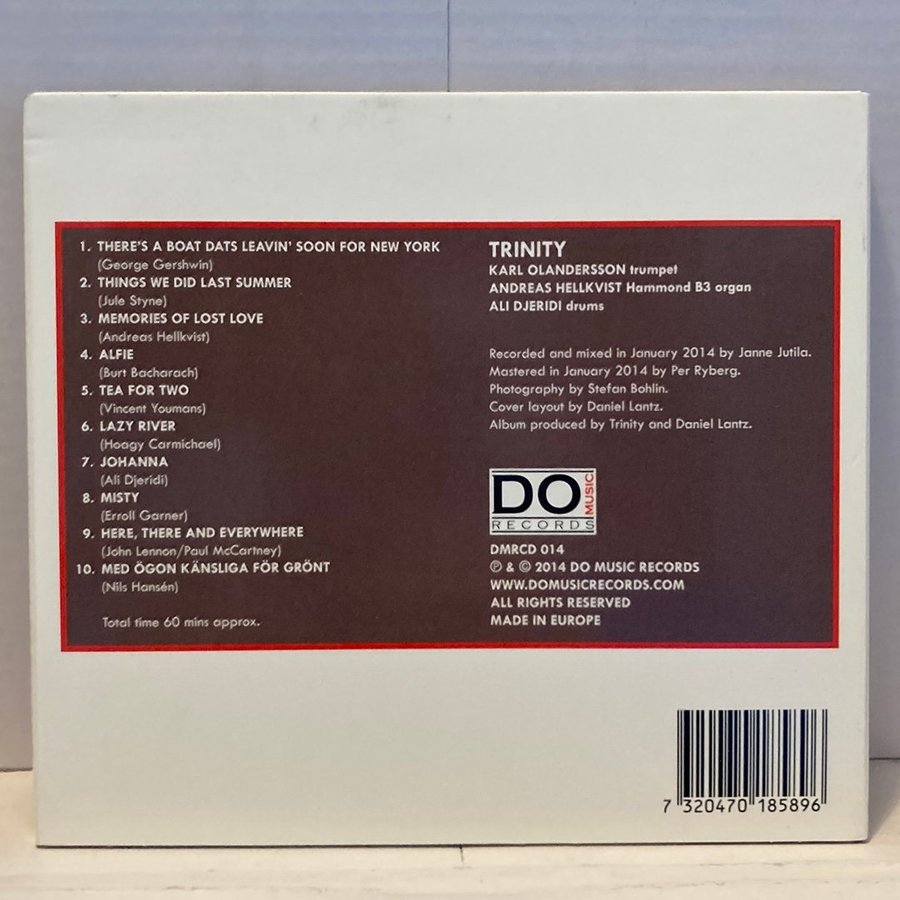 1. THERE'S A BOAT DATS LEAVIN' SOON FOR NEW YORK
(George Gershwin)
2. THINGS WE DID LAST SUMMER
(Jule Styne)
3. MEMORIES OF LOST LOVE
(Andreas Hellkvist)
4. ALFIE
(Burt Bacharach)
5. TEA FOR TWO
(Vincent Youmans)
6. LAZY RIVER
(Hoagy Carmichael)
7. JOHANNA
(Ali Djeridi)
8. MISTY
(Erroll Garner)
9. HERE, THERE AND EVERYWHERE
(John Lennon/Paul McCartney)
10. MED ÖGON KÄNSLIGA FÖR GRÖNT
(Nils Hansén)
Total time 60 mins approx.
TRINITY
KARL OLANDERSSON trumpet
ANDREAS HELLKVIST Hammond B3 organ
ALI DJERIDI drums
Recorded and mixed in January 2014 by Janne Jutila.
Mastered in January 2014 by Per Ryberg.
Photography by Stefan Bohlin.
Cover layout by Daniel Lantz.
Album produced by Trinity and Daniel Lantz.
DO MUSIC
RECORDS
DMRCD 014
℗ & © 2014 DO MUSIC RECORDS
WWW.DOMUSICRECORDS.COM
ALL RIGHTS RESERVED
MADE IN EUROPE
7 320470 185896